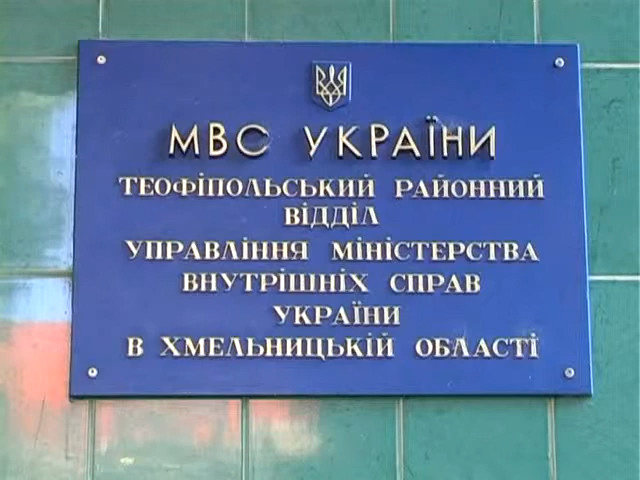 МВС УКРАЇНИ
ТЕОФІПОЛЬСЬКИЙ РАЙОННИЙ
ВІДДІЛ
УПРАВЛІННЯ МІНІСТЕРСТВА
ВНУТРІШНІХ СПРАВ
УКРАЇНИ
В ХМЕЛЬНИЦЬКІЙ ОБЛАСТІ